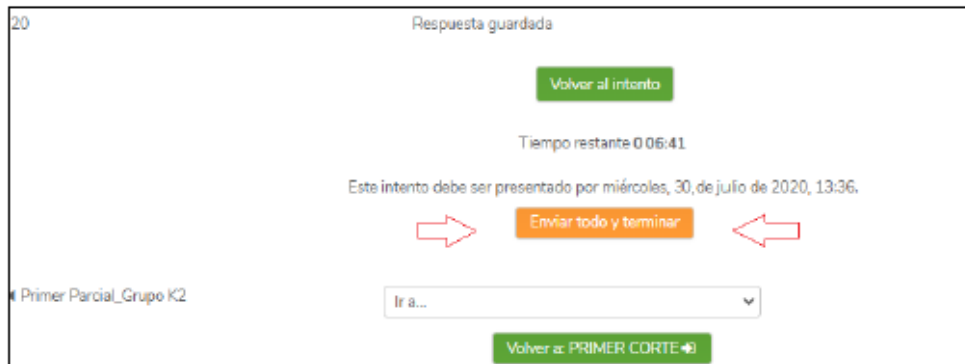 20 Respuesta guardada
Volver al intento
Tiempo restante 0 06:41
Este intento debe ser presentado por miércoles, 30, de julio de 2020, 13:36.
Enviar todo y terminar
Primer Parcial_Grupo K2
Ir a...
Volver a: PRIMER CORTE